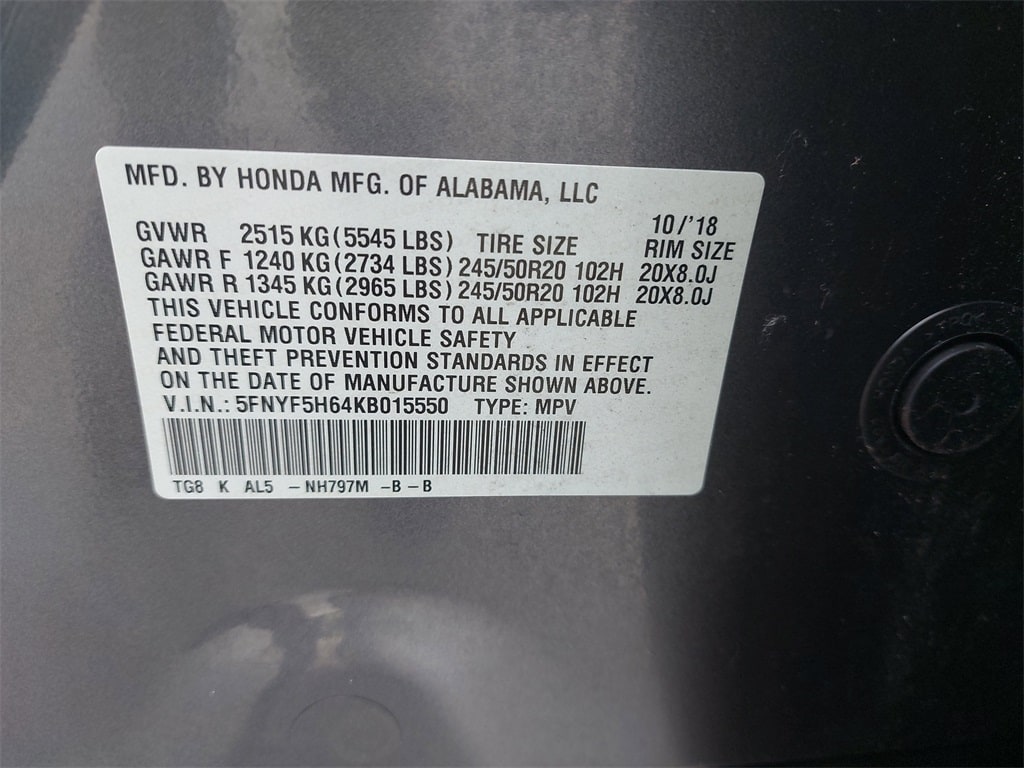 MFD. BY HONDA MFG. OF ALABAMA, LLC
10/'18
GVWR 2515 KG(5545 LBS) TIRE SIZE RIM SIZE
GAWR F 1240 KG(2734 LBS) 245/50R20 102H 20X8.0J
GAWR R 1345 KG(2965 LBS) 245/50R20 102H 20X8.0J
THIS VEHICLE CONFORMS TO ALL APPLICABLE
FEDERAL MOTOR VEHICLE SAFETY
AND THEFT PREVENTION STANDARDS IN EFFECT
ON THE DATE OF MANUFACTURE SHOWN ABOVE.
V.I.N.: 5FNYF5H64KB015550 TYPE: MPV
TG8 K AL5 -NH797M -B-B